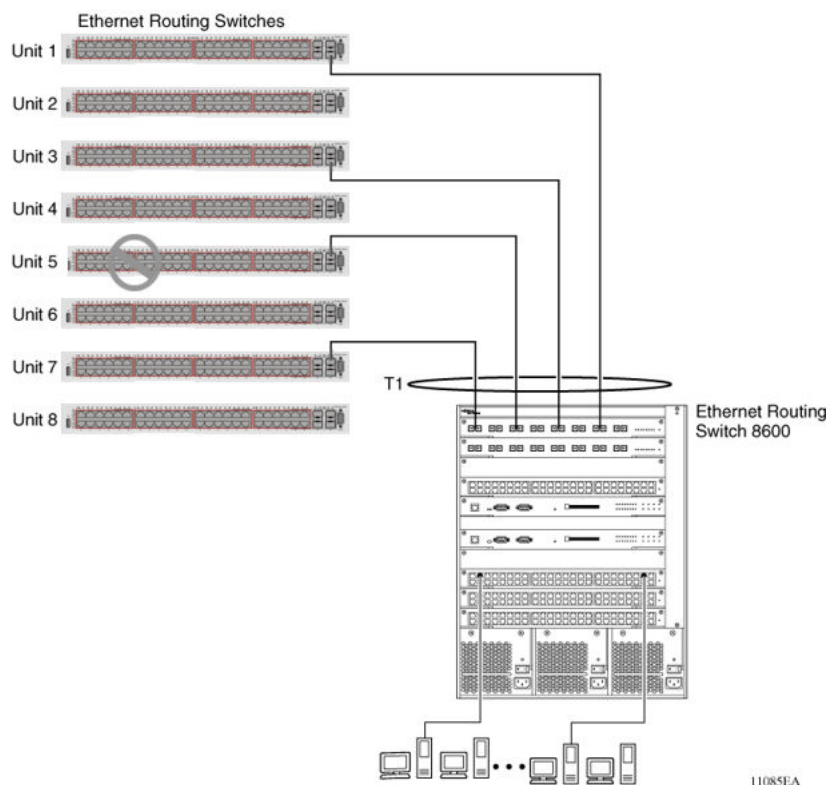 Ethernet Routing Switches
Unit 1
Unit 2
Unit 3
Unit 4
Unit 5
Unit 6
Unit 7
Unit 8
T1
Ethernet Routing
Switch 8600
11085EA